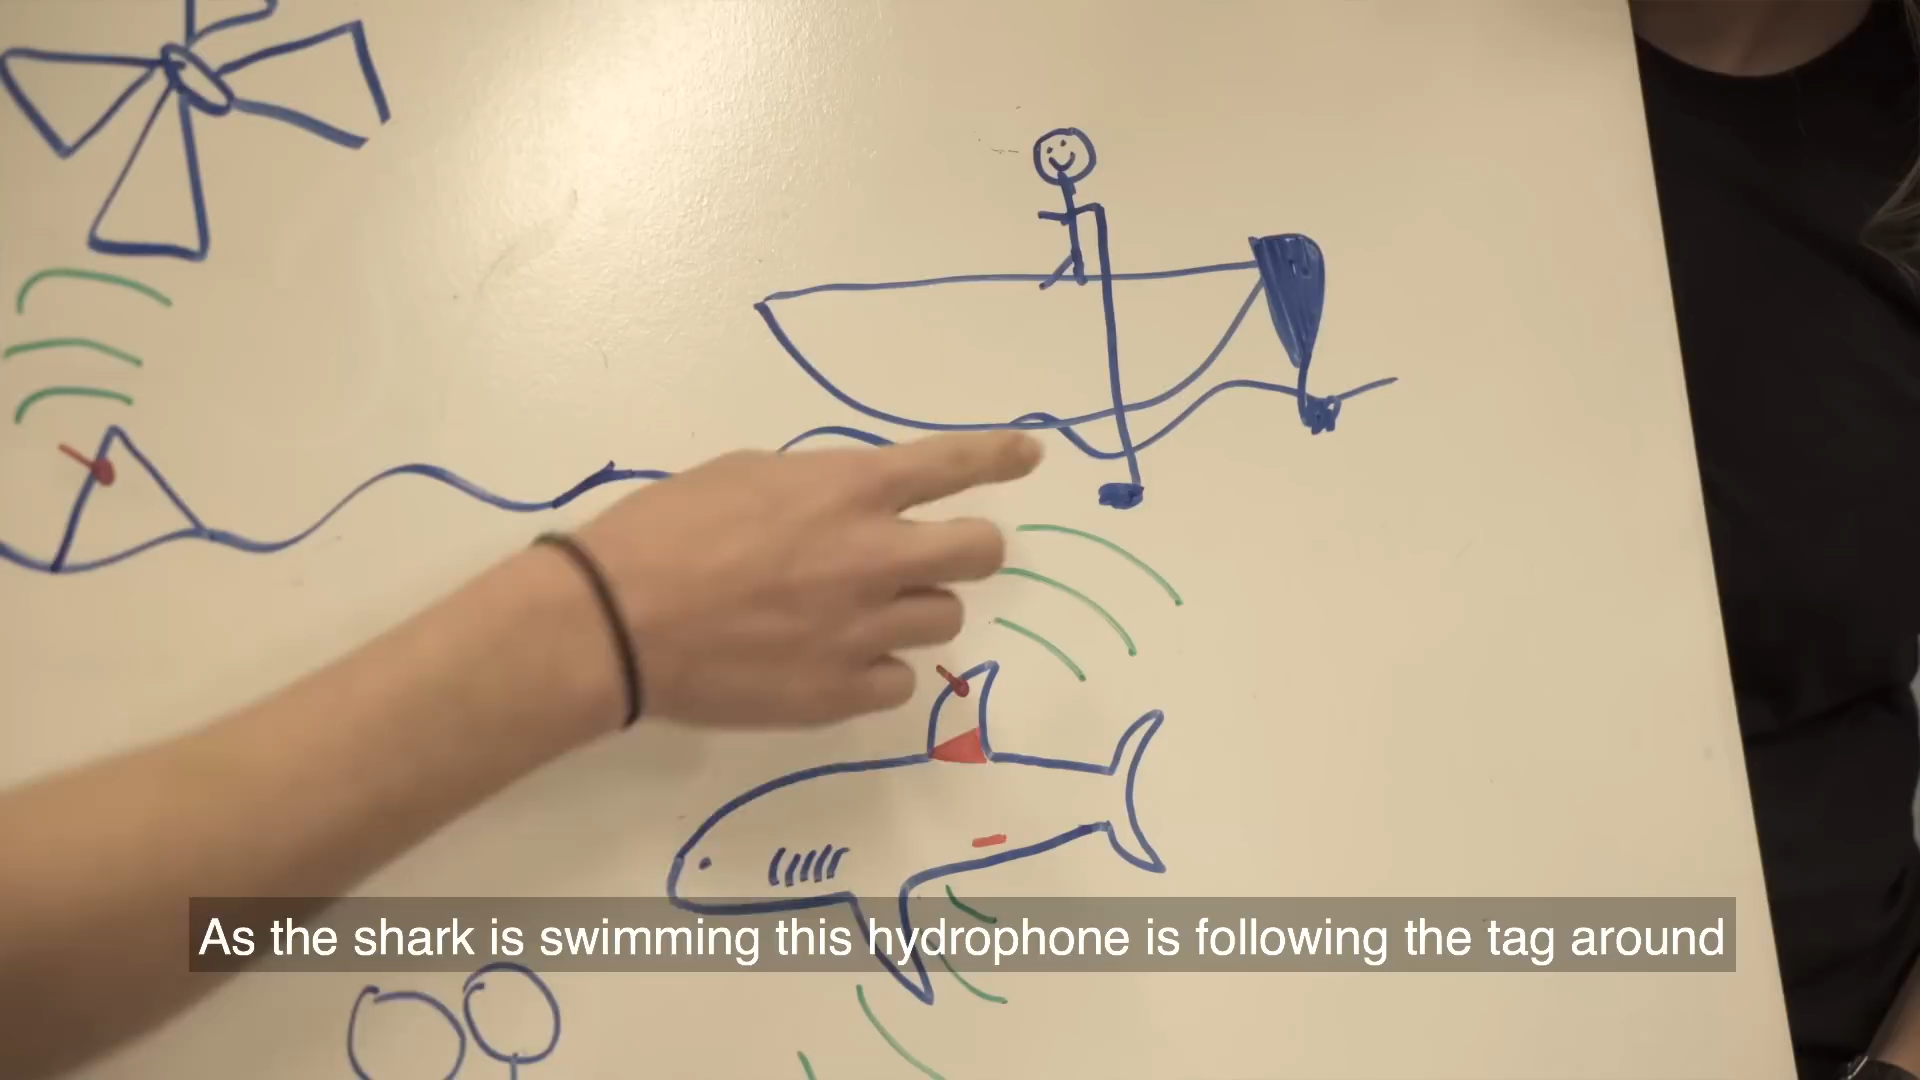 As the shark is swimming this hydrophone is following the tag around